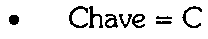 • Chave = C